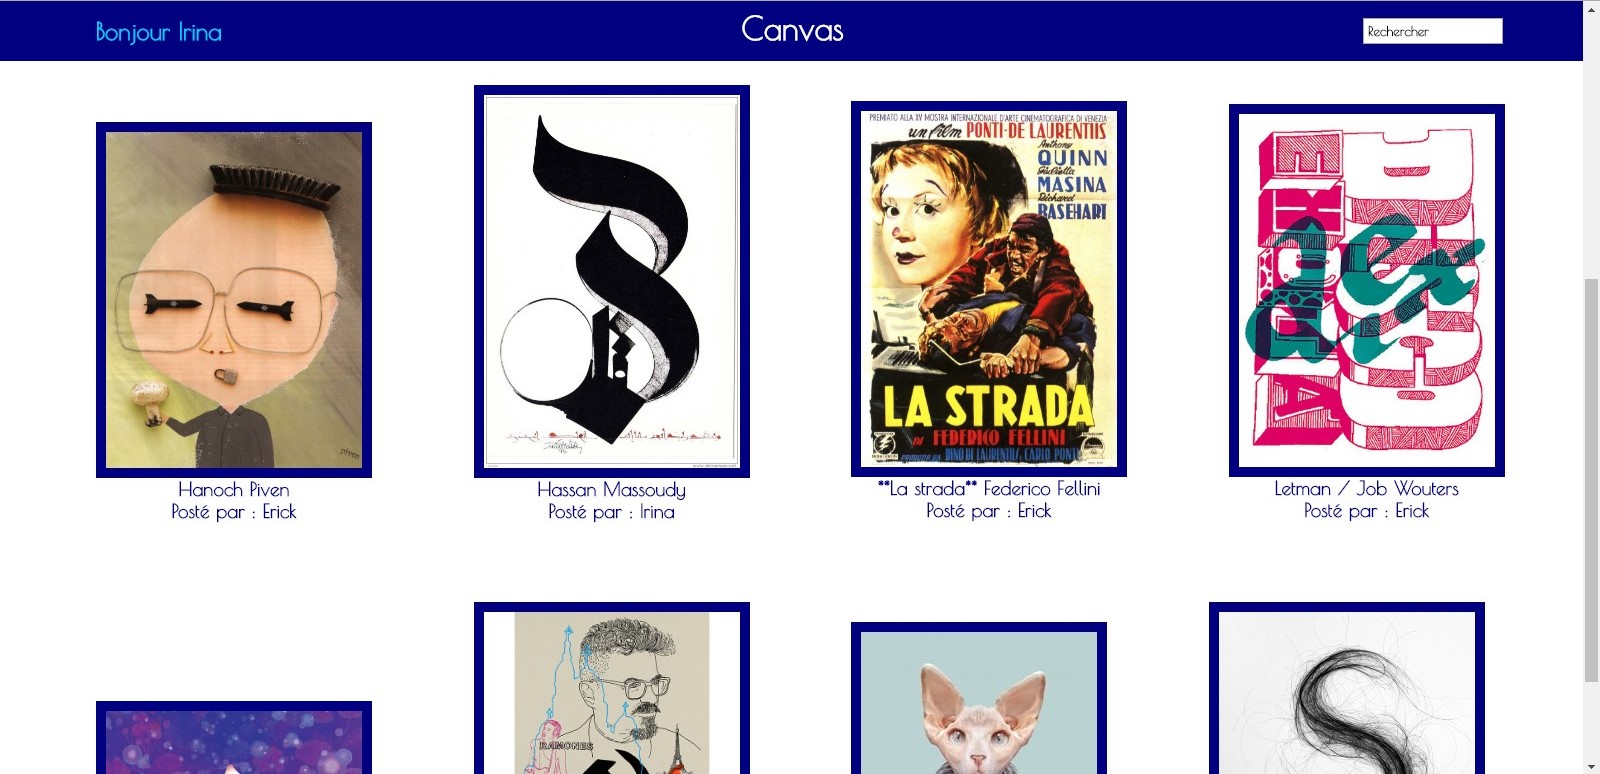 Bonjour Irina
Canvas
Rechercher
Hanoch Piven
Posté par : Erick
Hassan Massoudy
Posté par : Irina
PREMIATO ALLA XV MOSTRA INTERNAZIONALE D'ARTE CINEMATOGRAFICA DI VENEZIA
un film PONTI-DE LAURENTIIS
Anthony
QUINN
Giulietta
MASINA
Richard
BASEHART
LA STRADA
DI FEDERICO FELLINI
DINO DE LAURENTIIS, CARLO PONTI
**La strada** Federico Fellini
Posté par : Erick
Letman / Job Wouters
Posté par : Erick
piven
RAMONES